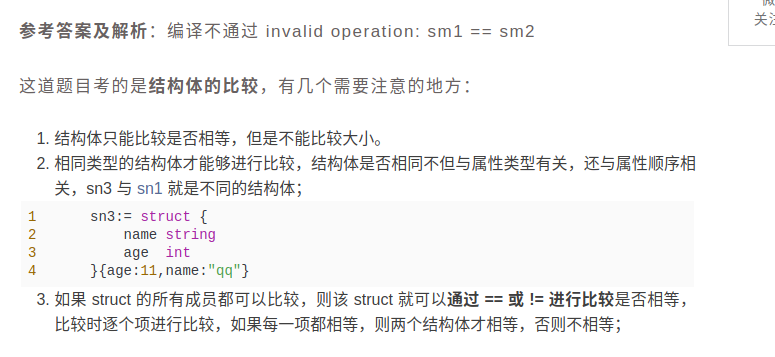 参考答案及解析：编译不通过 invalid operation: sm1 == sm2
关注
这道题目考的是结构体的比较，有几个需要注意的地方：
1. 结构体只能比较是否相等，但是不能比较大小。
2. 相同类型的结构体才能够进行比较，结构体是否相同不但与属性类型有关，还与属性顺序相
关，sn3 与 sn1 就是不同的结构体；
1 sn3:= struct {
2 name string
3 age  int
4 }{age:11,name:"qq"}
3. 如果 struct 的所有成员都可以比较，则该 struct 就可以通过 == 或 != 进行比较是否相等，
比较时逐个项进行比较，如果每一项都相等，则两个结构体才相等，否则不相等；